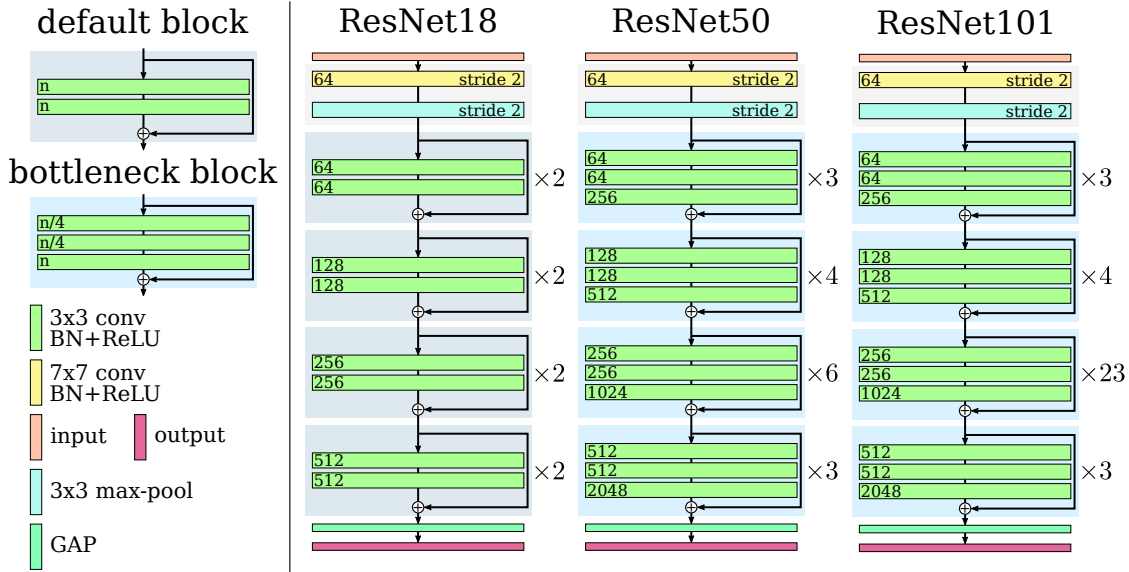 default block
n
n
bottleneck block
n/4
n/4
n
3x3 conv
BN+ReLU
7x7 conv
BN+ReLU
input
output
3x3 max-pool
GAP
ResNet18
64 stride 2
stride 2
64
64
×2
128
128
×2
256
256
×2
512
512
×2
ResNet50
64 stride 2
stride 2
64
64
256
×3
128
128
512
×4
256
256
1024
×6
512
512
2048
×3
ResNet101
64 stride 2
stride 2
64
64
256
×3
128
128
512
×4
256
256
1024
×23
512
512
2048
×3